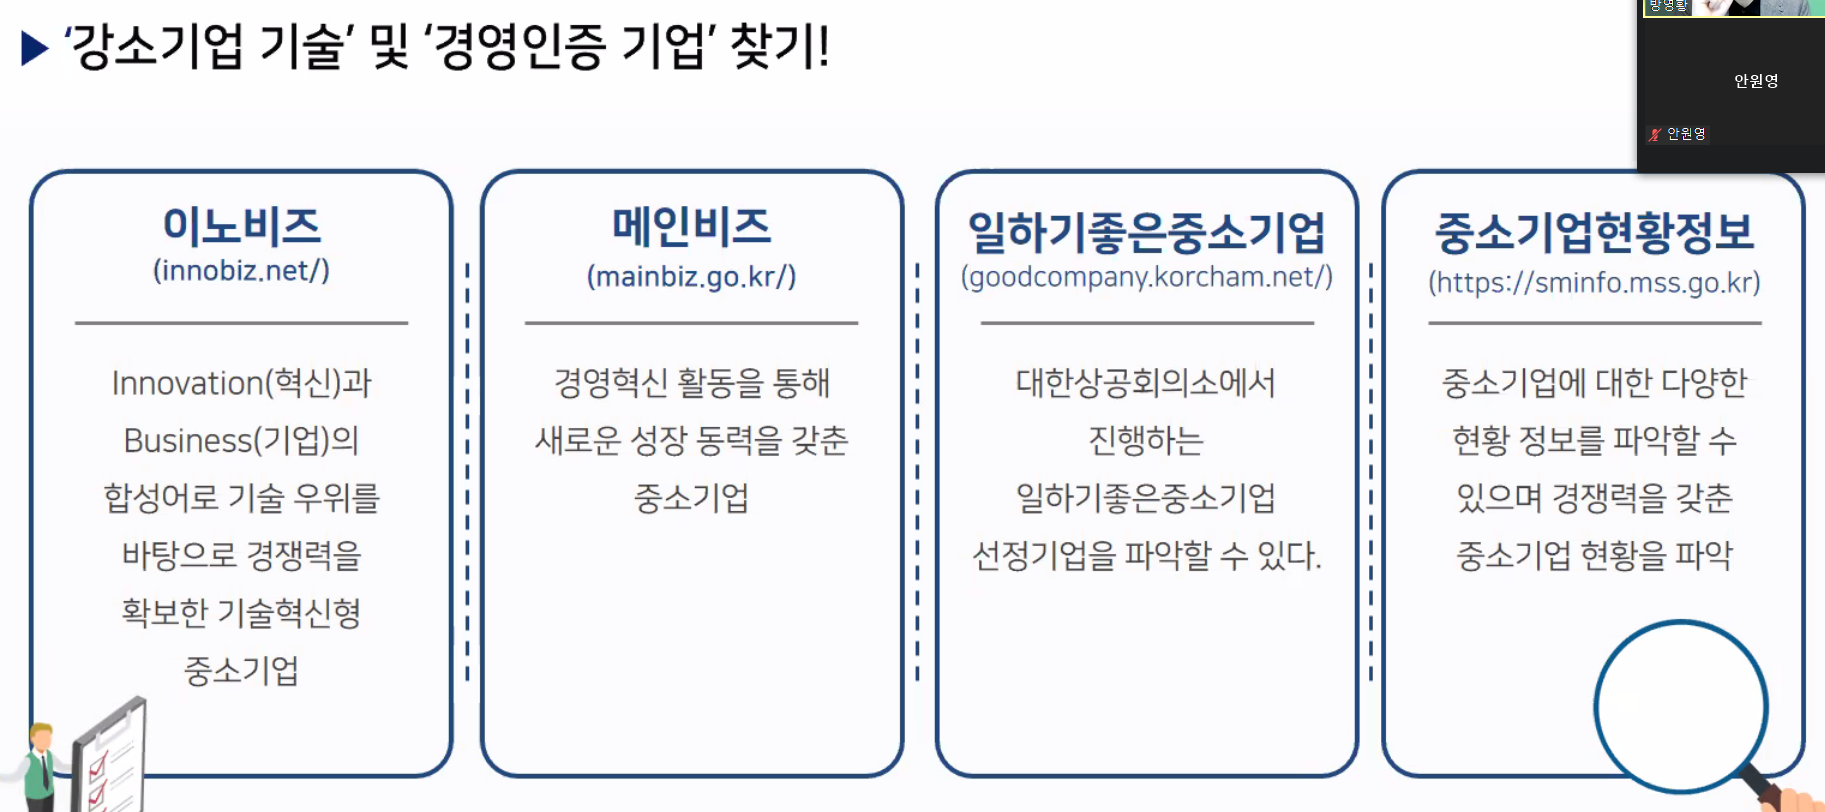 ‘강소기업 기술’ 및 ‘경영인증 기업’ 찾기!
방영황
안원영
안원영
이노비즈
(innobiz.net/)
Innovation(혁신)과
Business(기업)의
합성어로 기술 우위를
바탕으로 경쟁력을
확보한 기술혁신형
중소기업
메인비즈
(mainbiz.go.kr/)
경영혁신 활동을 통해
새로운 성장 동력을 갖춘
중소기업
일하기좋은중소기업
(goodcompany.korcham.net/)
대한상공회의소에서
진행하는
일하기좋은중소기업
선정기업을 파악할 수 있다.
중소기업현황정보
(https://sminfo.mss.go.kr)
중소기업에 대한 다양한
현황 정보를 파악할 수
있으며 경쟁력을 갖춘
중소기업 현황을 파악